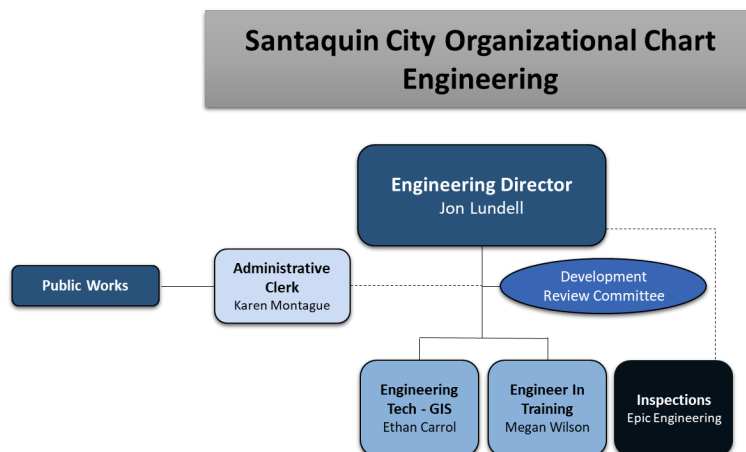 Santaquin City Organizational Chart
Engineering
Engineering Director
Jon Lundell
Public Works
Administrative
Clerk
Karen Montague
Development
Review Committee
Engineering
Tech - GIS
Ethan Carrol
Engineer In
Training
Megan Wilson
Inspections
Epic Engineering